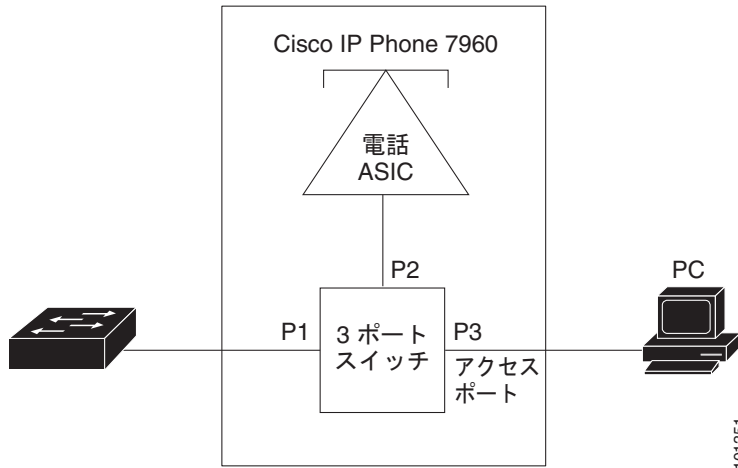 Cisco IP Phone 7960
電話
ASIC
P2
PC
P1
3 ポート
スイッチ
P3
アクセス
ポート